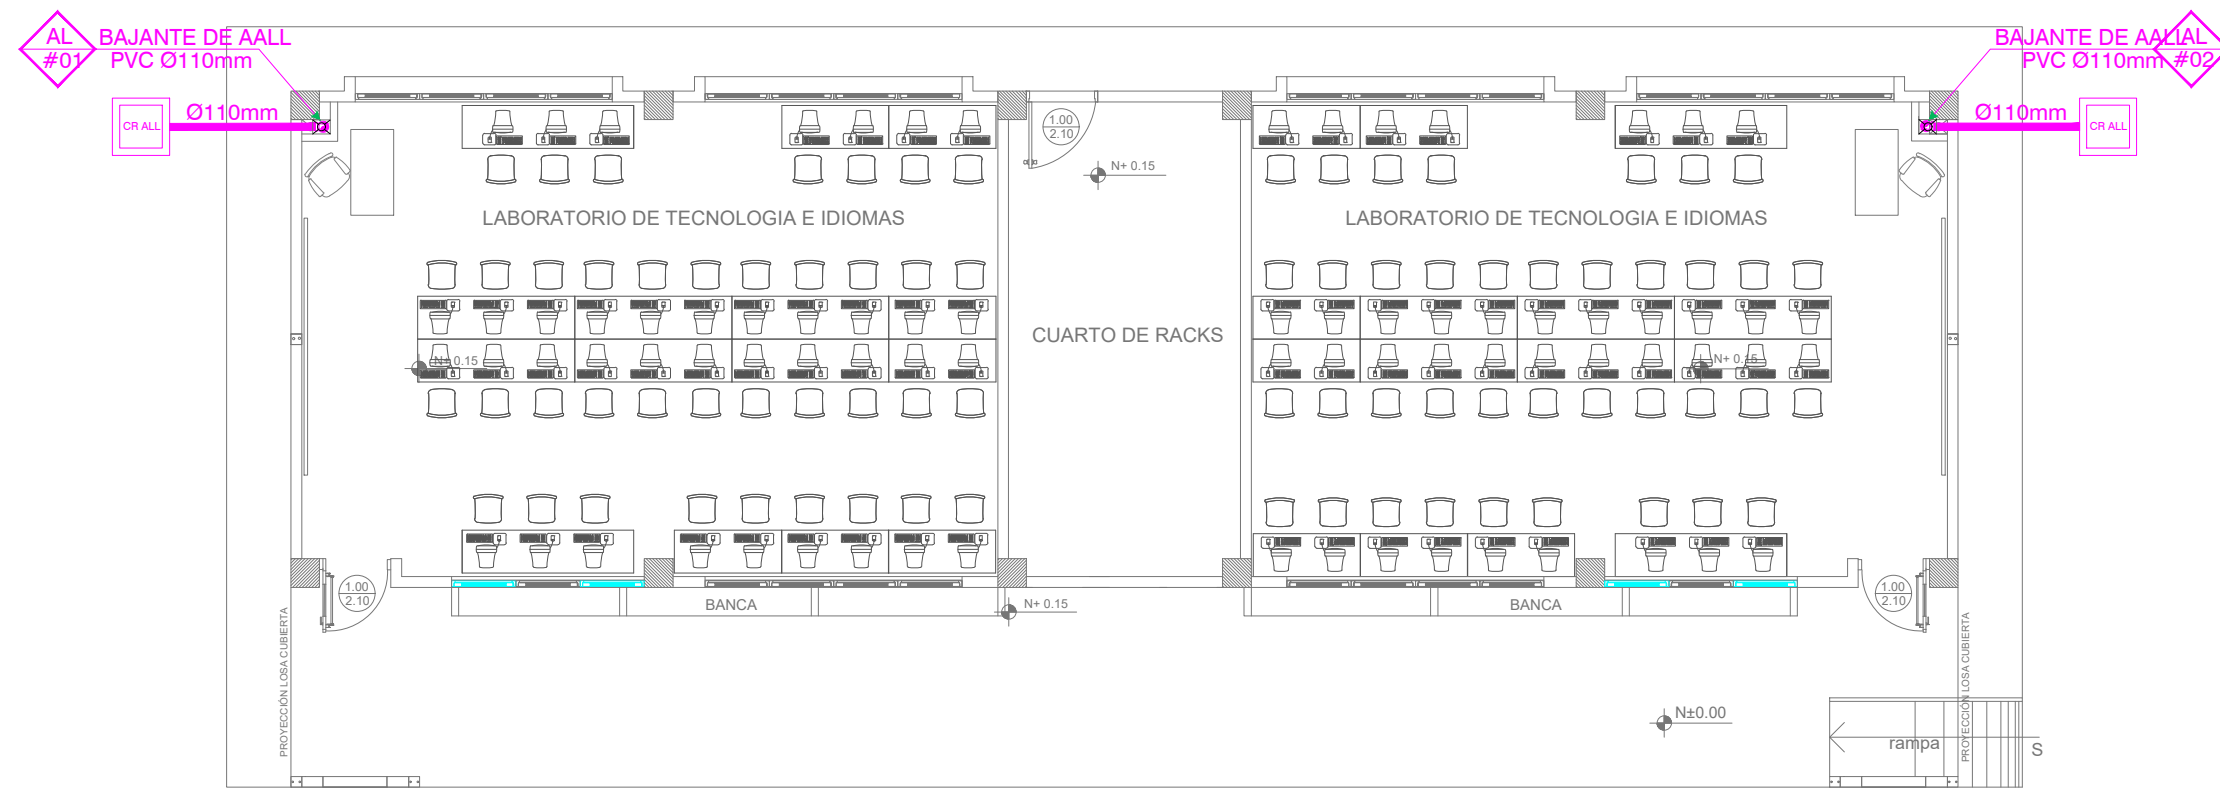 AL
#01
BAJANTE DE AALL
PVC Ø110mm
BAJANTE DE AALL
PVC Ø110mm
AL
#02
CR ALL
Ø110mm
1.00
2.10
Ø110mm
CR ALL
N+ 0.15
LABORATORIO DE TECNOLOGIA E IDIOMAS
LABORATORIO DE TECNOLOGIA E IDIOMAS
CUARTO DE RACKS
N+ 0.15
N+ 0.15
1.00
2.10
BANCA
N+ 0.15
BANCA
1.00
2.10
PROYECCIÓN LOSA CUBIERTA
PROYECCIÓN LOSA CUBIERTA
N±0.00
rampa
S